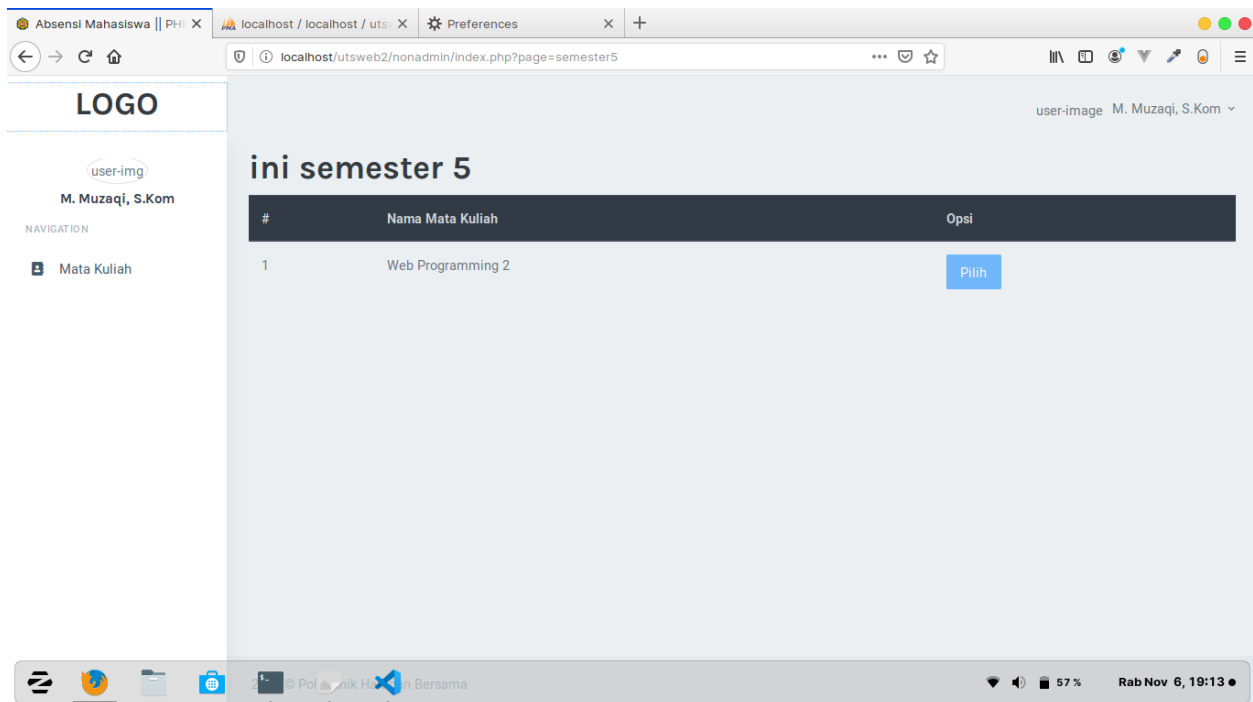 Absensi Mahasiswa || PHE
localhost / localhost / uts
Preferences
localhost/utsweb2/nonadmin/index.php?page=semester5
LOGO
user-image M. Muzaqi, S.Kom
user-img
M. Muzaqi, S.Kom
NAVIGATION
Mata Kuliah
ini semester 5
# Nama Mata Kuliah Opsi
1 Web Programming 2 Pilih
Bersama
57 %
Rab Nov 6, 19:13